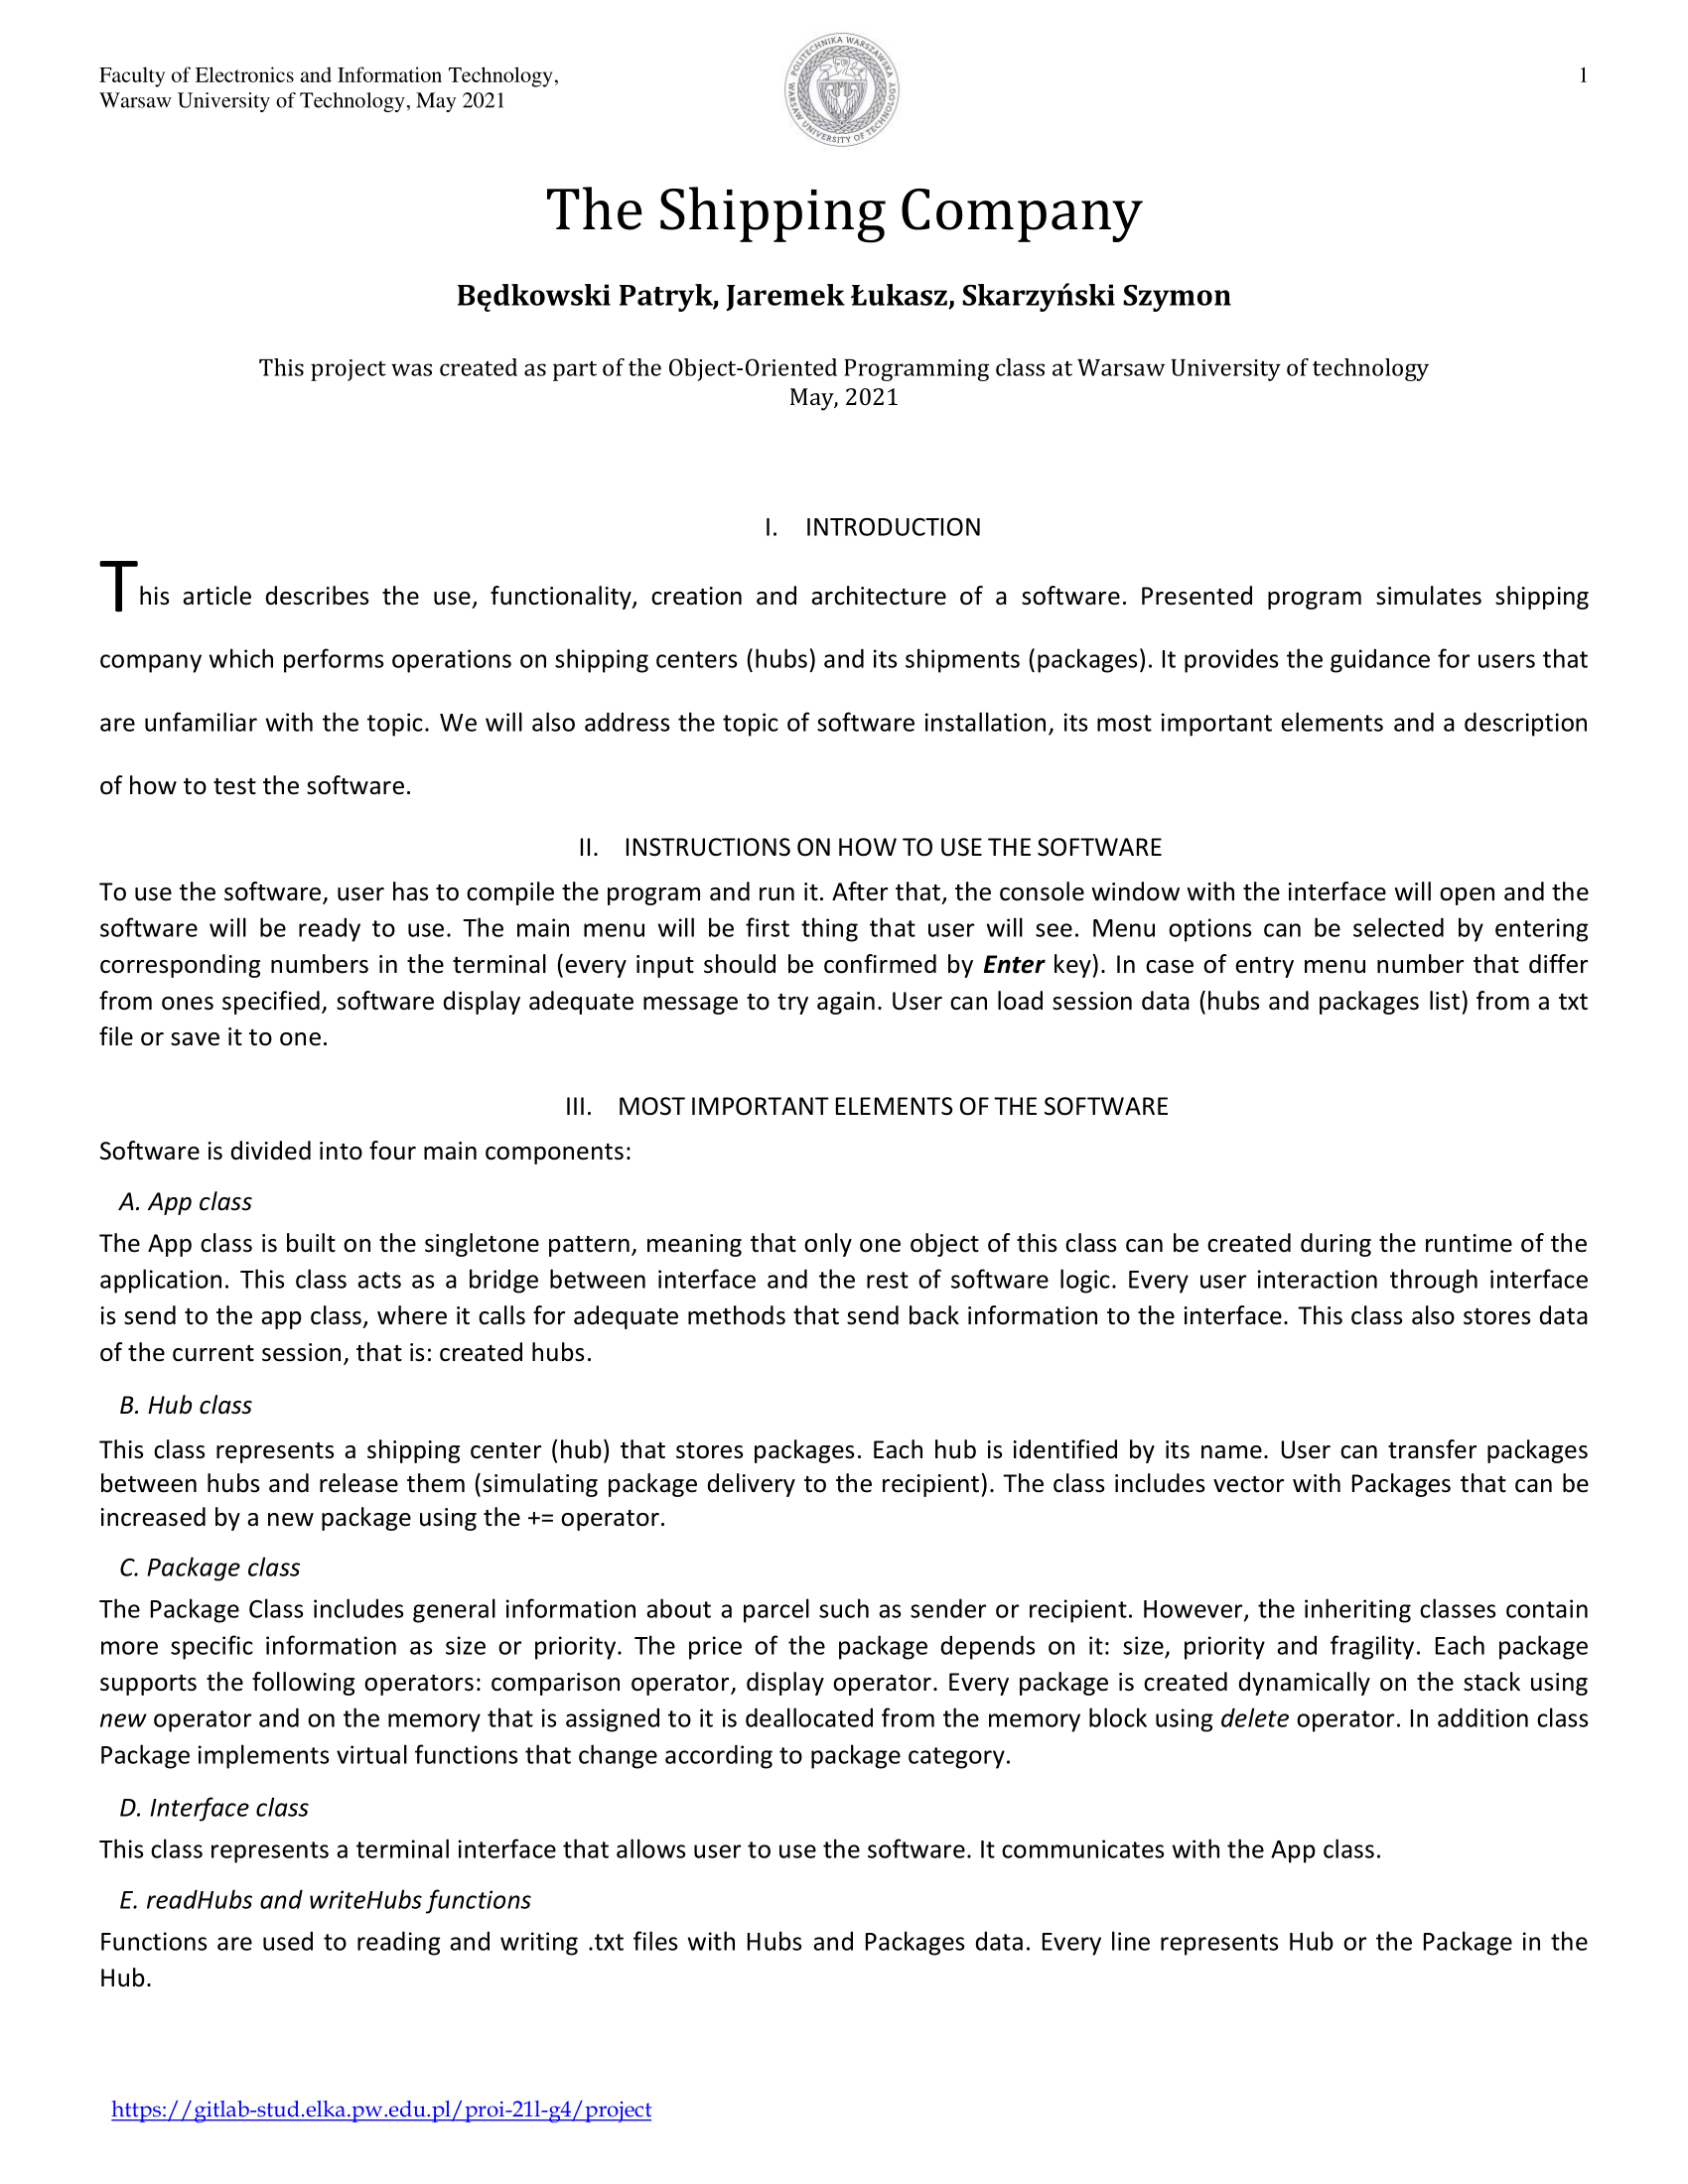 Faculty of Electronics and Information Technology,
Warsaw University of Technology, May 2021
POLITECHNIKA WARSZAWSKA
WARSAW UNIVERSITY OF TECHNOLOGY
1
The Shipping Company
Będkowski Patryk, Jaremek Łukasz, Skarzyński Szymon
This project was created as part of the Object-Oriented Programming class at Warsaw University of technology
May, 2021
I. INTRODUCTION
This article describes the use, functionality, creation and architecture of a software. Presented program simulates shipping
company which performs operations on shipping centers (hubs) and its shipments (packages). It provides the guidance for users that
are unfamiliar with the topic. We will also address the topic of software installation, its most important elements and a description
of how to test the software.
II. INSTRUCTIONS ON HOW TO USE THE SOFTWARE
To use the software, user has to compile the program and run it. After that, the console window with the interface will open and the
software will be ready to use. The main menu will be first thing that user will see. Menu options can be selected by entering
corresponding numbers in the terminal (every input should be confirmed by Enter key). In case of entry menu number that differ
from ones specified, software display adequate message to try again. User can load session data (hubs and packages list) from a txt
file or save it to one.
III. MOST IMPORTANT ELEMENTS OF THE SOFTWARE
Software is divided into four main components:
A. App class
The App class is built on the singletone pattern, meaning that only one object of this class can be created during the runtime of the
application. This class acts as a bridge between interface and the rest of software logic. Every user interaction through interface
is send to the app class, where it calls for adequate methods that send back information to the interface. This class also stores data
of the current session, that is: created hubs.
B. Hub class
This class represents a shipping center (hub) that stores packages. Each hub is identified by its name. User can transfer packages
between hubs and release them (simulating package delivery to the recipient). The class includes vector with Packages that can be
increased by a new package using the += operator.
C. Package class
The Package Class includes general information about a parcel such as sender or recipient. However, the inheriting classes contain
more specific information as size or priority. The price of the package depends on it: size, priority and fragility. Each package
supports the following operators: comparison operator, display operator. Every package is created dynamically on the stack using
new operator and on the memory that is assigned to it is deallocated from the memory block using delete operator. In addition class
Package implements virtual functions that change according to package category.
D. Interface class
This class represents a terminal interface that allows user to use the software. It communicates with the App class.
E. readHubs and writeHubs functions
Functions are used to reading and writing .txt files with Hubs and Packages data. Every line represents Hub or the Package in the
Hub.
https://gitlab-stud.elka.pw.edu.pl/proi-21l-g4/project